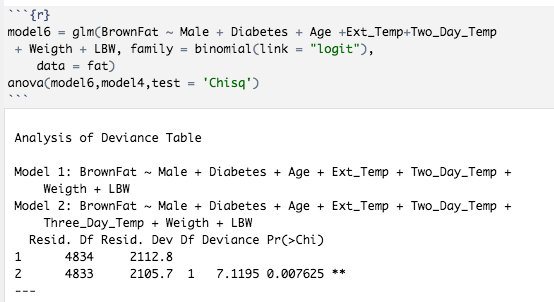 ```{r}
model6 = glm(BrownFat ~ Male + Diabetes + Age +Ext_Temp+Two_Day_Temp
+ Weigth + LBW, family = binomial(link = "logit"),
data = fat)
anova(model6,model4,test = 'Chisq')
```
Analysis of Deviance Table
Model 1: BrownFat ~ Male + Diabetes + Age + Ext_Temp + Two_Day_Temp +
Weigth + LBW
Model 2: BrownFat ~ Male + Diabetes + Age + Ext_Temp + Two_Day_Temp +
Three_Day_Temp + Weigth + LBW
Resid. Df Resid. Dev Df Deviance Pr(>Chi)
1 4834 2112.8
2 4833 2105.7 1 7.1195 0.007625 **
---